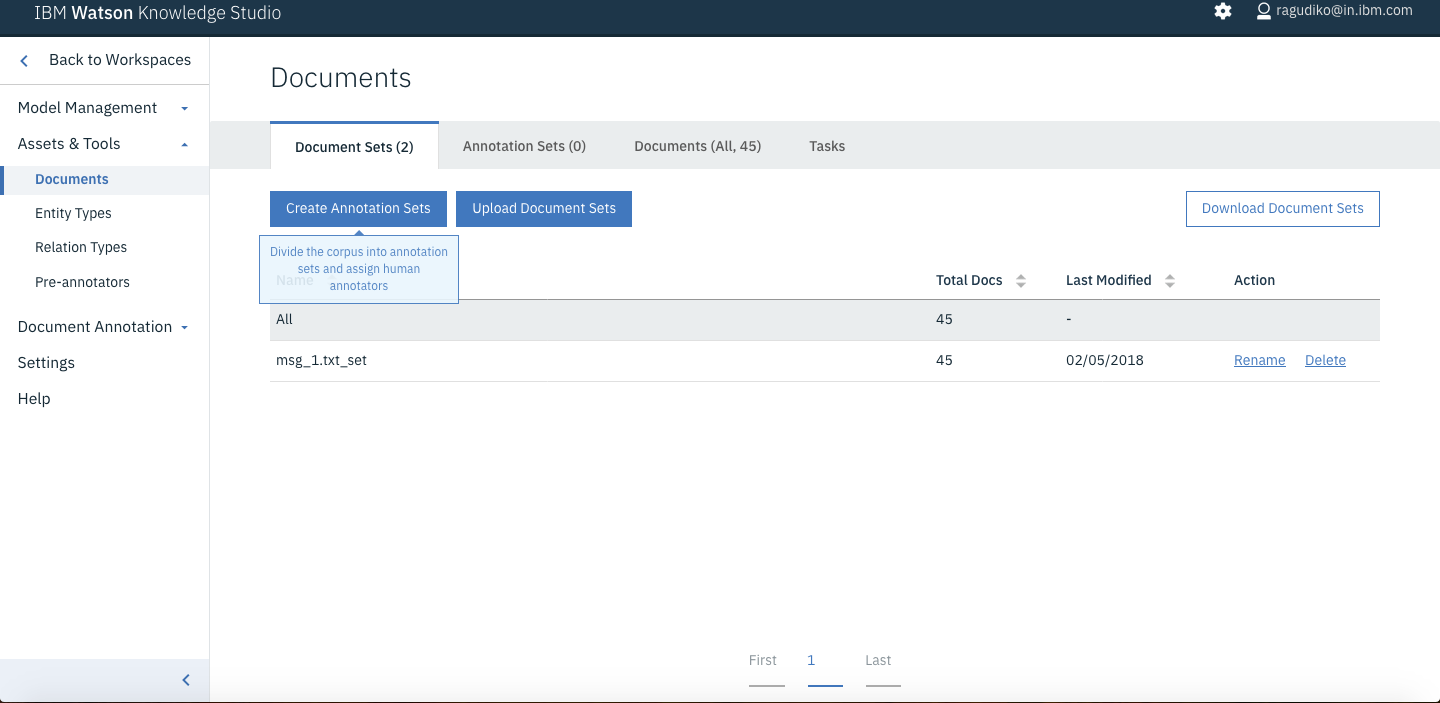 IBM Watson Knowledge Studio
ragudiko@in.ibm.com
Back to Workspaces
Model Management
Assets & Tools
Documents
Entity Types
Relation Types
Pre-annotators
Document Annotation
Settings
Help
Documents
Document Sets (2)
Annotation Sets (0)
Documents (All, 45)
Tasks
Create Annotation Sets
Upload Document Sets
Download Document Sets
Divide the corpus into annotation
sets and assign human
annotators
Name
Total Docs
Last Modified
Action
All
45
-
msg_1.txt_set
45
02/05/2018
Rename
Delete
First
1
Last